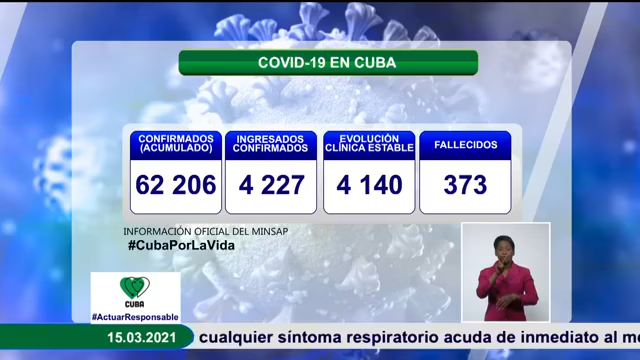 COVID-19 EN CUBA
CONFIRMADOS
(ACUMULADO)
62 206
INGRESADOS
CONFIRMADOS
4 227
EVOLUCIÓN
CLÍNICA ESTABLE
4 140
FALLECIDOS
373
INFORMACIÓN OFICIAL DEL MINSAP
#CubaPorLaVida
CUBA
#ActuarResponsable
15.03.2021
cualquier síntoma respiratorio acuda de inmediato al